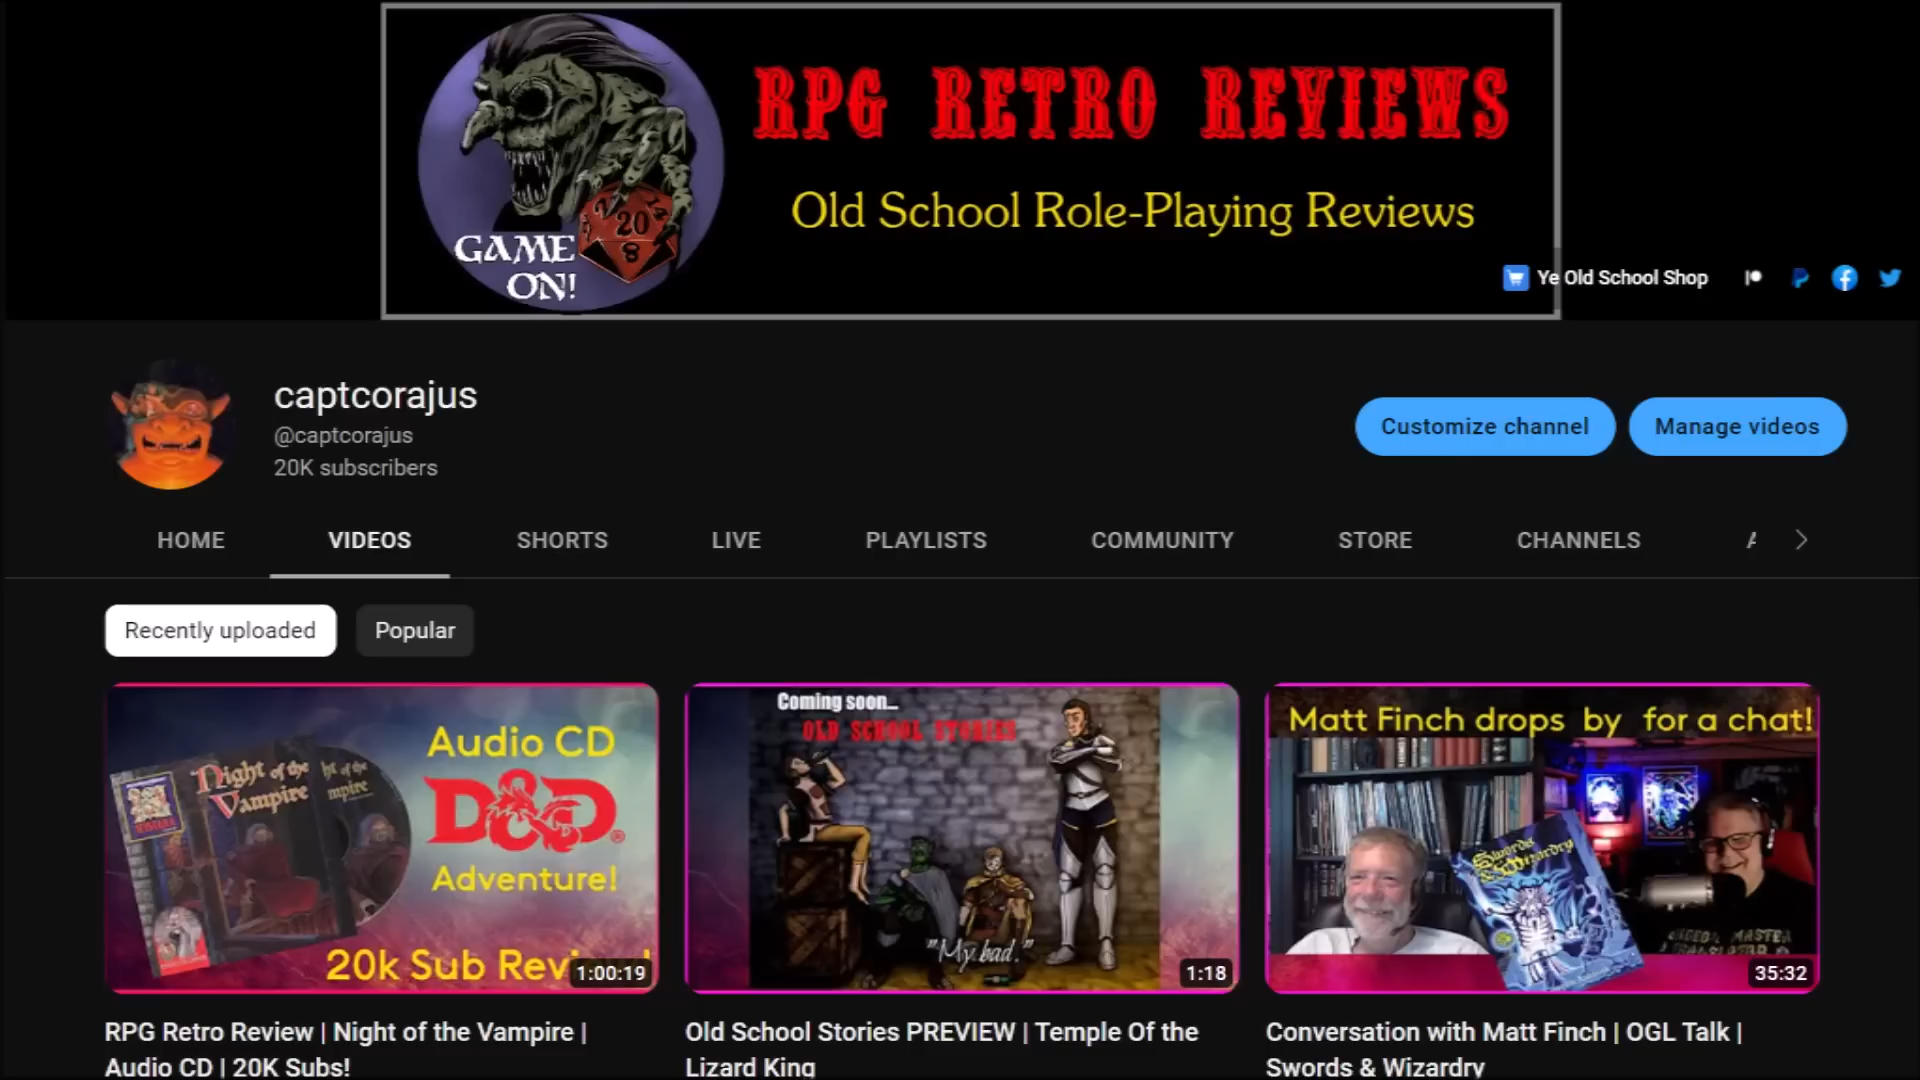 RPG RETRO REVIEWS
Old School Role-Playing Reviews
GAME
ON!
20
8
14
Ye Old School Shop
captcorajus
@captcorajus
20K subscribers
Customize channel
Manage videos
HOME
VIDEOS
SHORTS
LIVE
PLAYLISTS
COMMUNITY
STORE
CHANNELS
Recently uploaded
Popular
Audio CD
D&D
Adventure!
20k Sub
1:00:19
Night of the
Vampire
Coming soon...
OLD SCHOOL STORIES
"My bad."
1:18
Matt Finch drops by for a chat!
Swords
& Wizardry
MASTER
35:32
RPG Retro Review | Night of the Vampire |
Audio CD | 20K Subs!
Old School Stories PREVIEW | Temple Of the
Lizard King
Conversation with Matt Finch | OGL Talk |
Swords & Wizardry